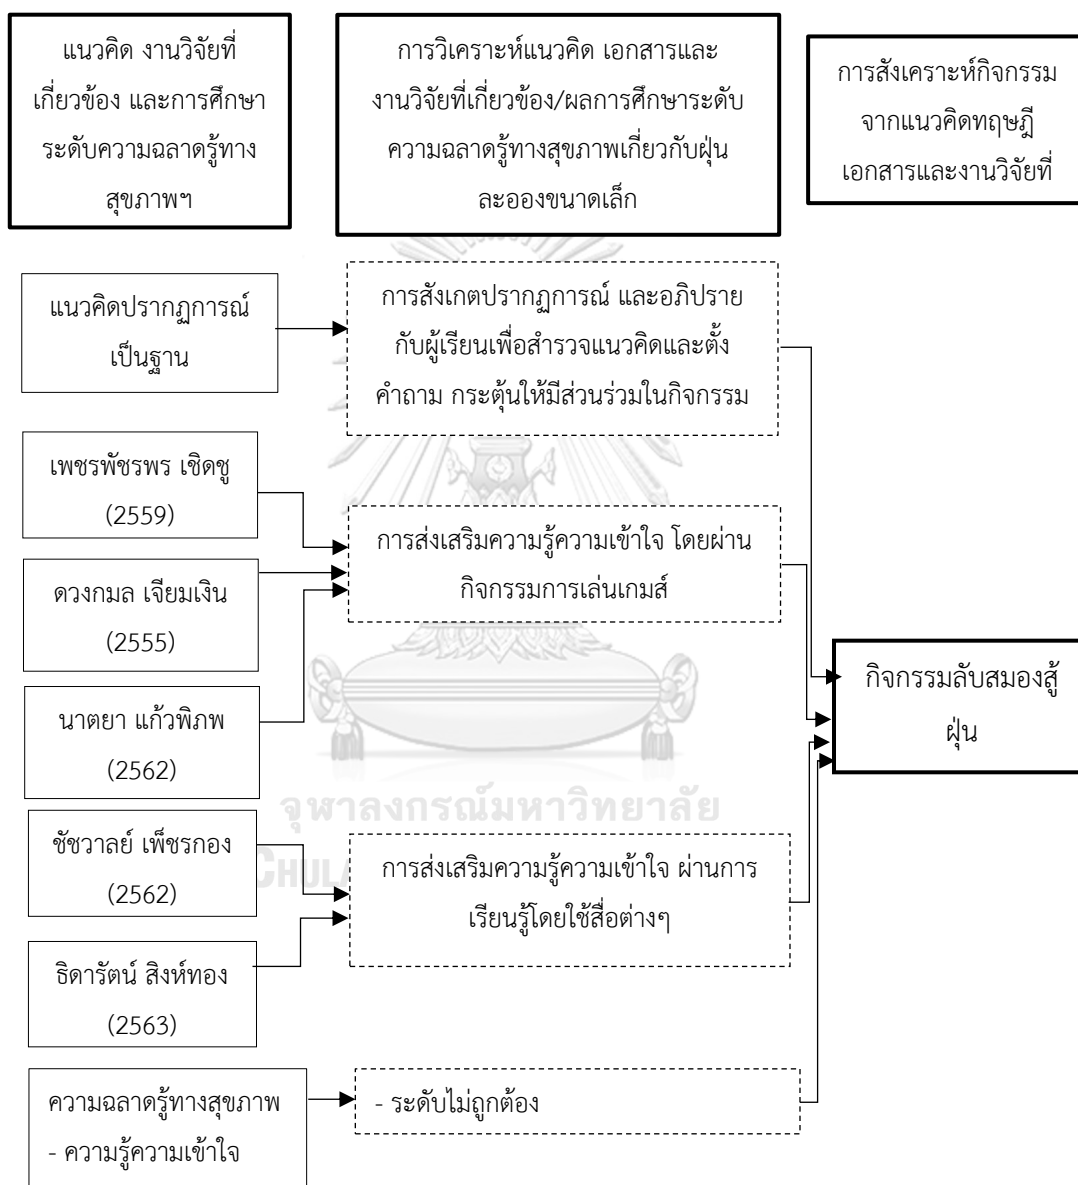 แนวคิด งานวิจัยที่
เกี่ยวข้อง และการศึกษา
ระดับความฉลาดรู้ทาง
สุขภาพฯ
การวิเคราะห์แนวคิด เอกสารและ
งานวิจัยที่เกี่ยวข้อง/ผลการศึกษาระดับ
ความฉลาดรู้ทางสุขภาพเกี่ยวกับฝุ่น
ละอองขนาดเล็ก
การสังเคราะห์กิจกรรม
จากแนวคิดทฤษฎี
เอกสารและงานวิจัยที่
แนวคิดปรากฏการณ์
เป็นฐาน
การสังเกตปรากฏการณ์ และอภิปราย
กับผู้เรียนเพื่อสำรวจแนวคิดและตั้ง
คำถาม กระตุ้นให้มีส่วนร่วมในกิจกรรม
เพชรพัชรพร เชิดชู
(2559)
ดวงกมล เจียมเงิน
(2555)
นาตยา แก้วพิภพ
(2562)
การส่งเสริมความรู้ความเข้าใจ โดยผ่าน
กิจกรรมการเล่นเกมส์
กิจกรรมลับสมองสู้
ฝุ่น
จุฬาลงกรณ์มหาวิทยาลัย
CHUL
ชัชวาลย์ เพ็ชรกอง
(2562)
ธิดารัตน์ สิงห์ทอง
(2563)
การส่งเสริมความรู้ความเข้าใจ ผ่านการ
เรียนรู้โดยใช้สื่อต่างๆ
ความฉลาดรู้ทางสุขภาพ
- ความรู้ความเข้าใจ
- ระดับไม่ถูกต้อง